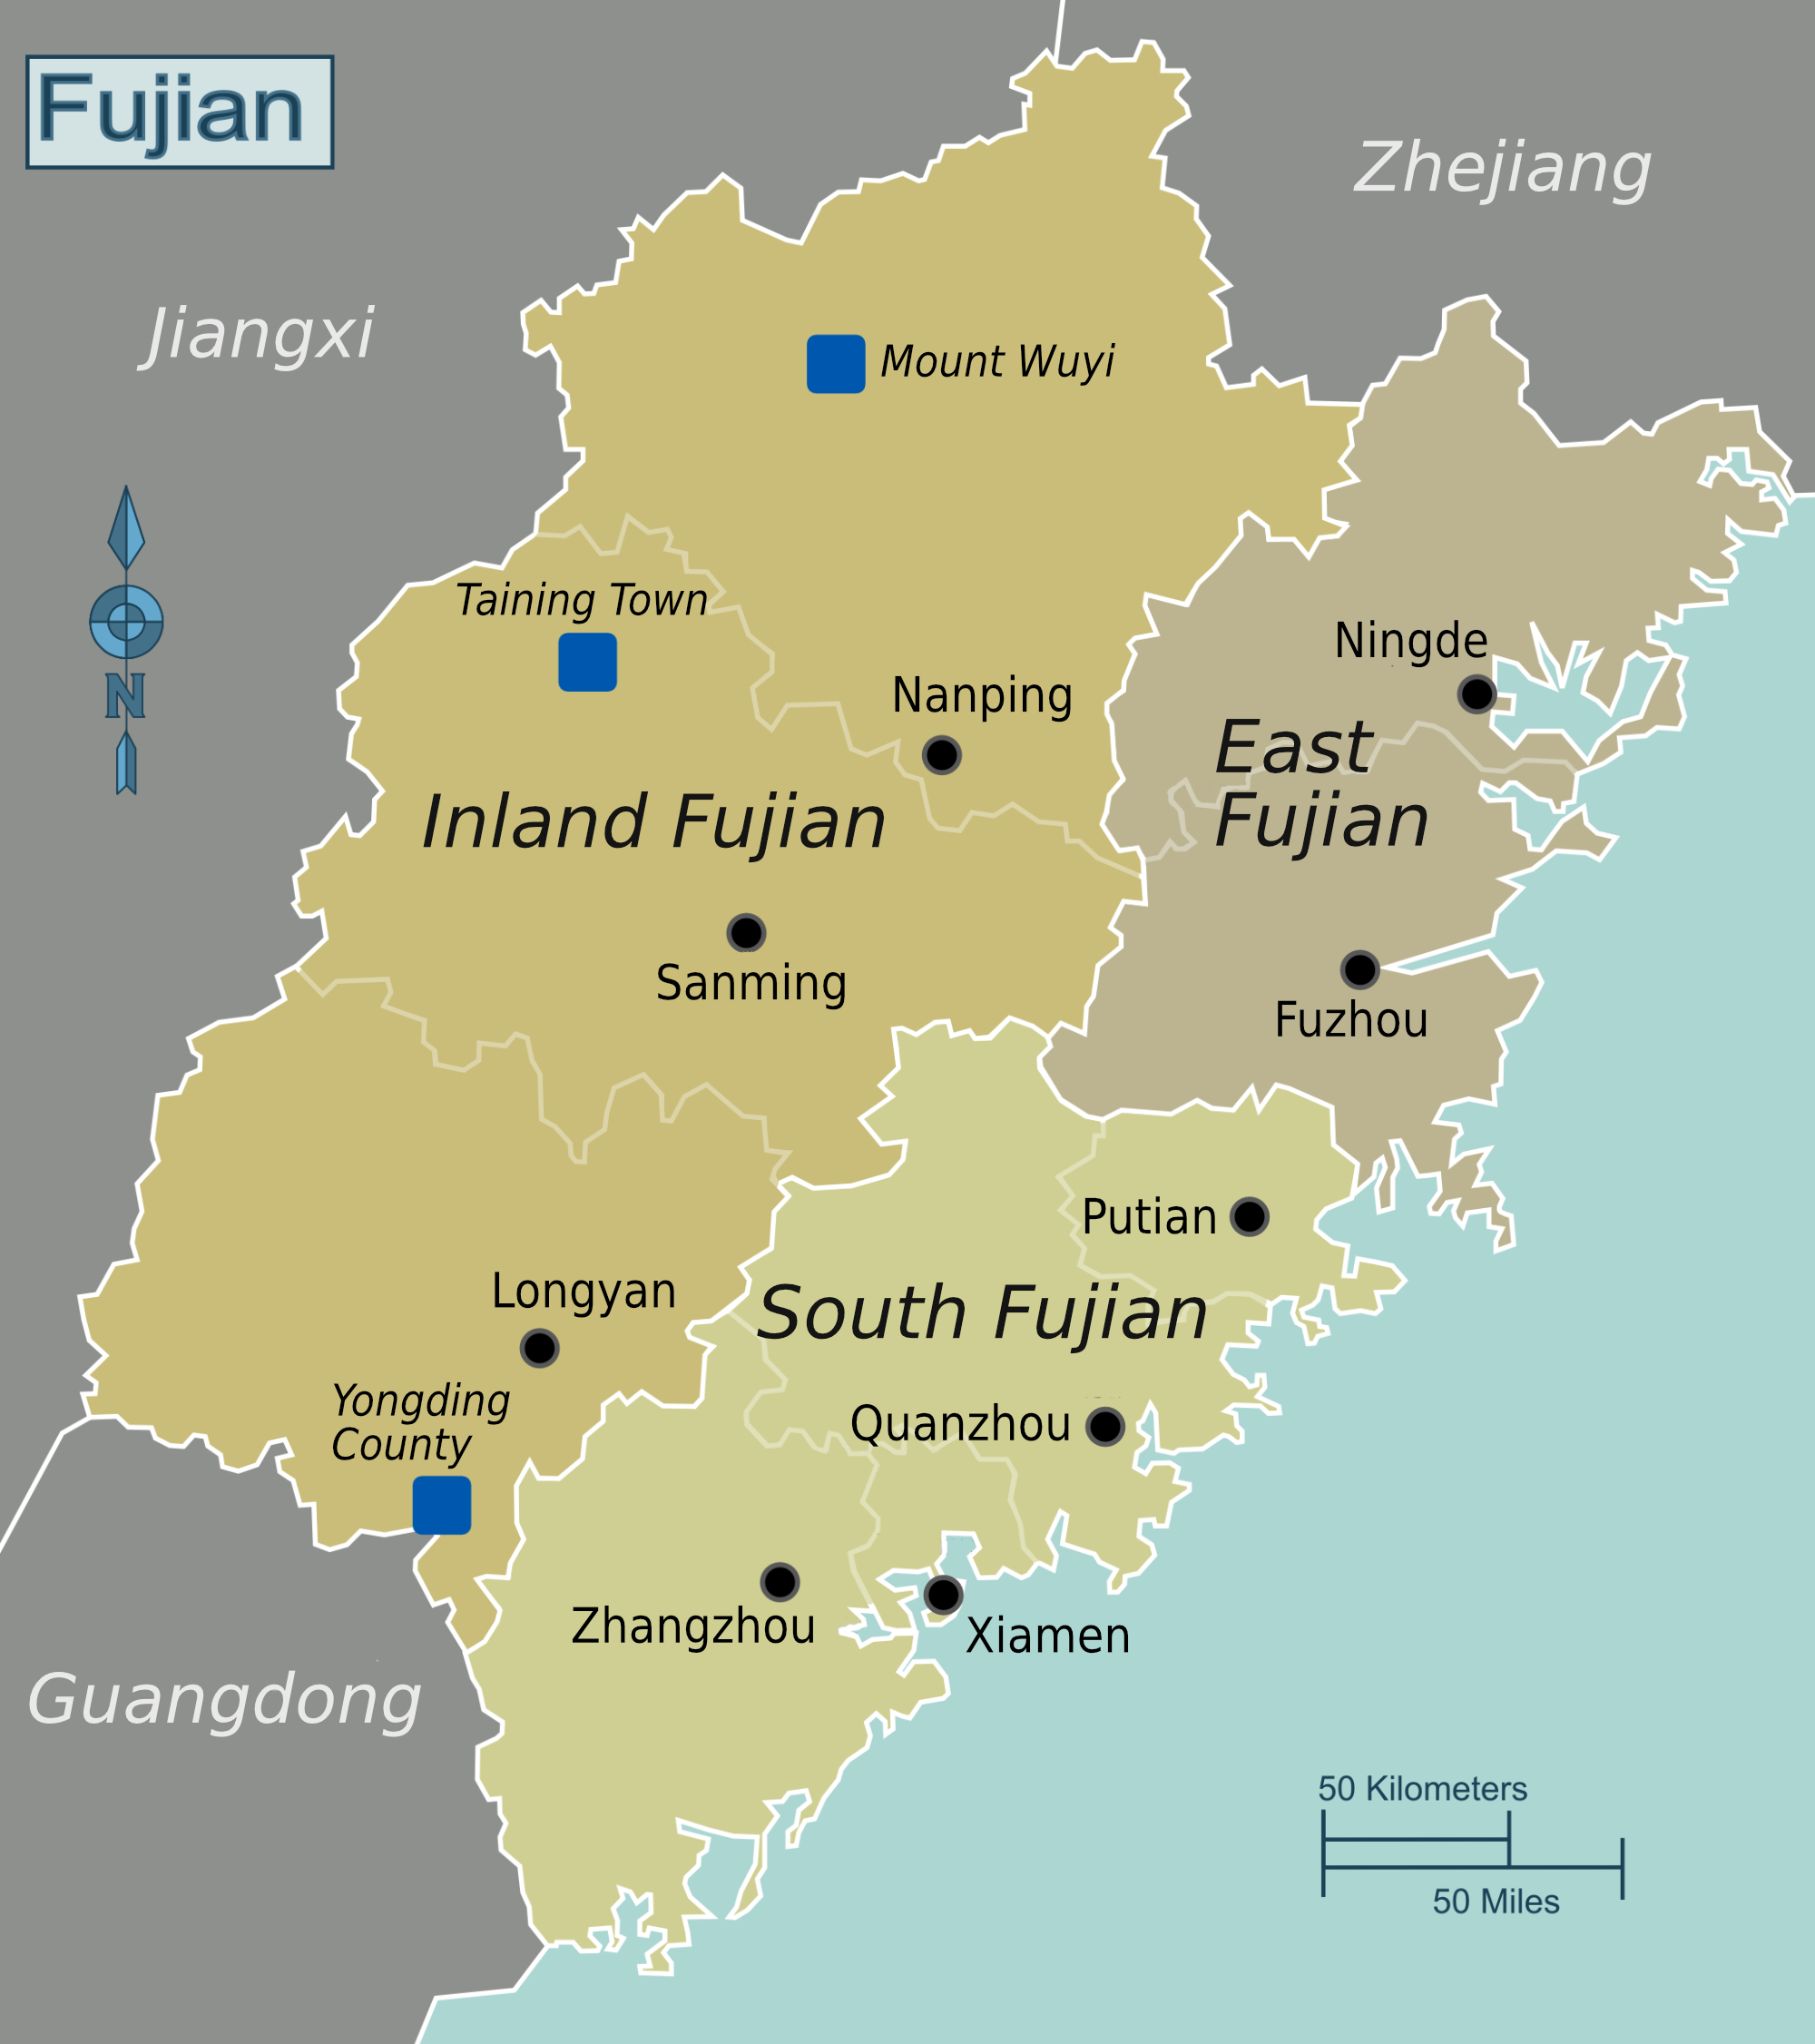 Fujian
Zhejiang
Jiangxi
Mount Wuyi
Taining Town
Ningde
Nanping
East
Fujian
Inland Fujian
Sanming
Fuzhou
Putian
Longyan
South Fujian
Yongding
County
Quanzhou
Zhangzhou
Xiamen
Guangdong
N
50 Kilometers
50 Miles